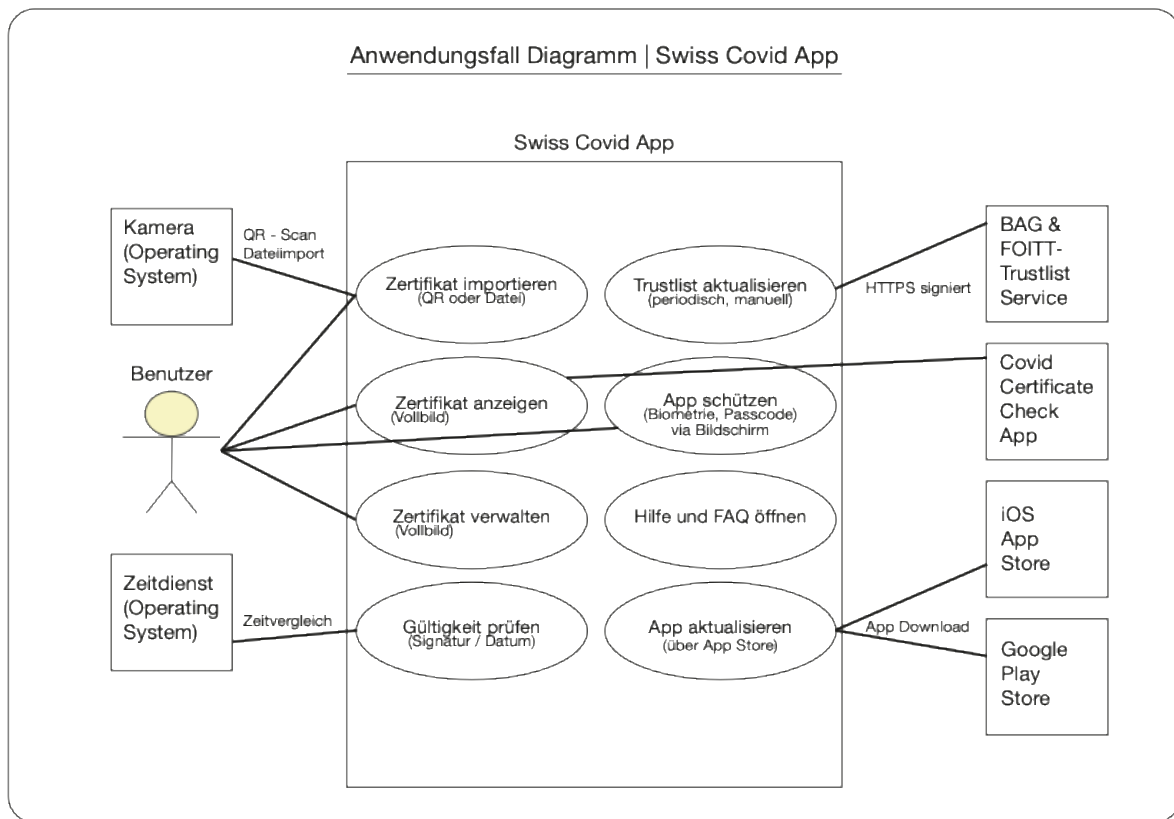 Anwendungsfall Diagramm | Swiss Covid App
Swiss Covid App
Kamera
(Operating
System)
QR - Scan
Dateiimport
Benutzer
Zeitdienst
(Operating
System)
Zeitvergleich
Zertifikat importieren
(QR oder Datei)
Zertifikat anzeigen
(Vollbild)
Zertifikat verwalten
(Vollbild)
Gültigkeit prüfen
(Signatur / Datum)
Trustlist aktualisieren
(periodisch, manuell)
App schützen
(Biometrie, Passcode)
via Bildschirm
Hilfe und FAQ öffnen
App aktualisieren
(über App Store)
HTTPS signiert
App Download
BAG &
FOITT-
Trustlist
Service
Covid
Certificate
Check
App
iOS
App
Store
Google
Play
Store